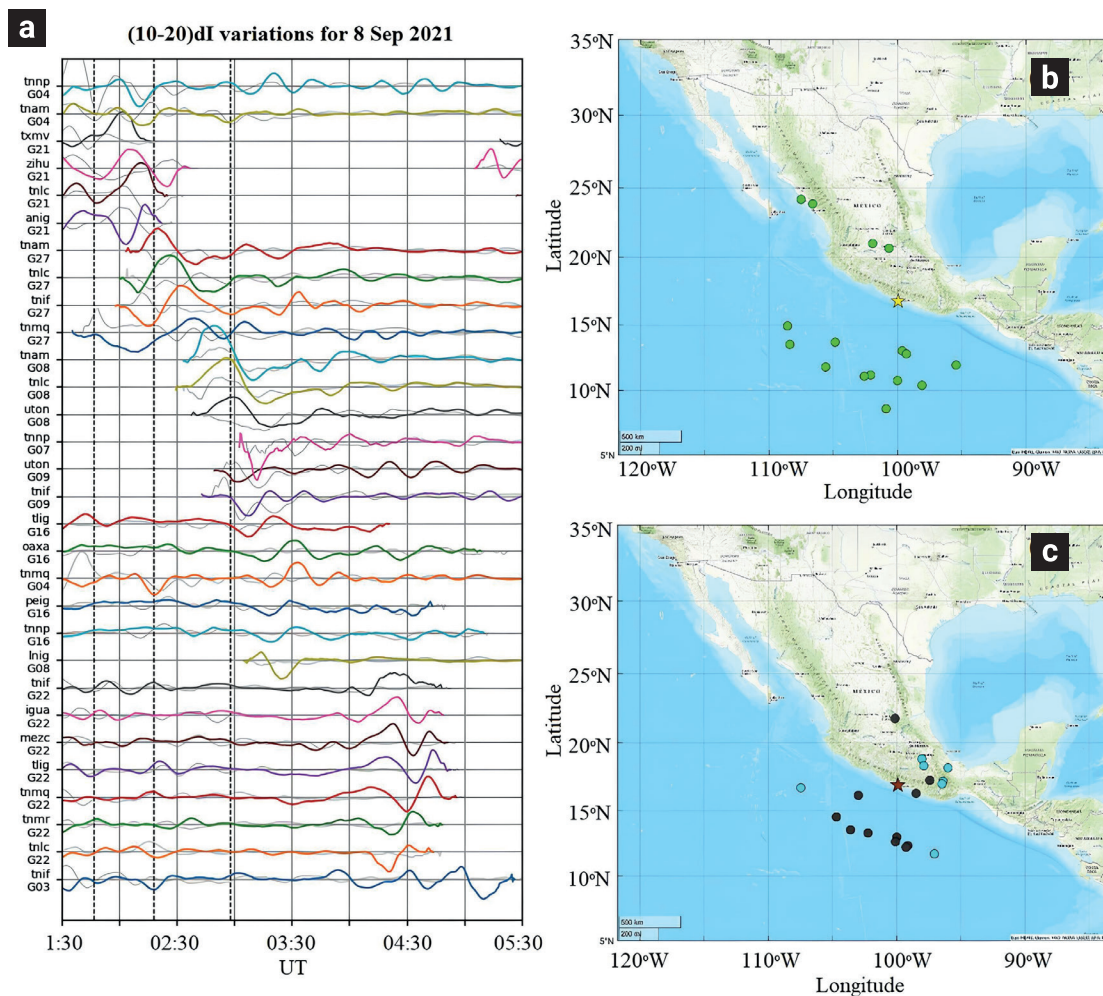 a
(10-20)dI variations for 8 Sep 2021
tnnp
G04
tnam
G04
txmv
G21
zihu
G21
tnlc
G21
anig
G21
tnam
G27
tnlc
G27
tnif
G27
tnmq
G27
tnam
G08
tnlc
G08
uton
G08
tnnp
G07
uton
G09
tnif
G09
tlig
G16
oaxa
G16
tnmq
G04
peig
G16
tnnp
G16
lnig
G08
tnif
G22
igua
G22
mezc
G22
tlig
G22
tnmq
G22
tnmr
G22
tnlc
G22
tnif
G03
1:30 02:30 03:30 04:30 05:30
UT
b
35°N
30°N
25°N
20°N
15°N
10°N
5°N
Latitude
MÉXICO
500 km
200 mi
120°W 110°W 100°W 90°W
Longitude
c
35°N
30°N
25°N
20°N
15°N
10°N
5°N
Latitude
MÉXICO
500 km
200 mi
120°W 110°W 100°W 90°W
Longitude